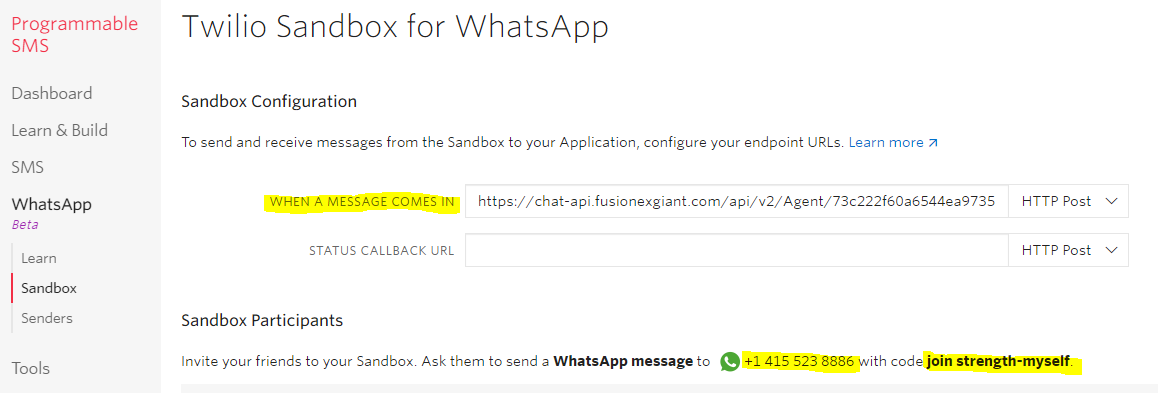 Programmable
SMS
Dashboard
Learn & Build
SMS
WhatsApp
Beta
Learn
Sandbox
Senders
Tools
Twilio Sandbox for WhatsApp
Sandbox Configuration
To send and receive messages from the Sandbox to your Application, configure your endpoint URLs. Learn more
WHEN A MESSAGE COMES IN https://chat-api.fusionexgiant.com/api/v2/Agent/73c222f60a6544ea9735 HTTP Post
STATUS CALLBACK URL HTTP Post
Sandbox Participants
Invite your friends to your Sandbox. Ask them to send a WhatsApp message to +1 415 523 8886 with code join strength-myself.